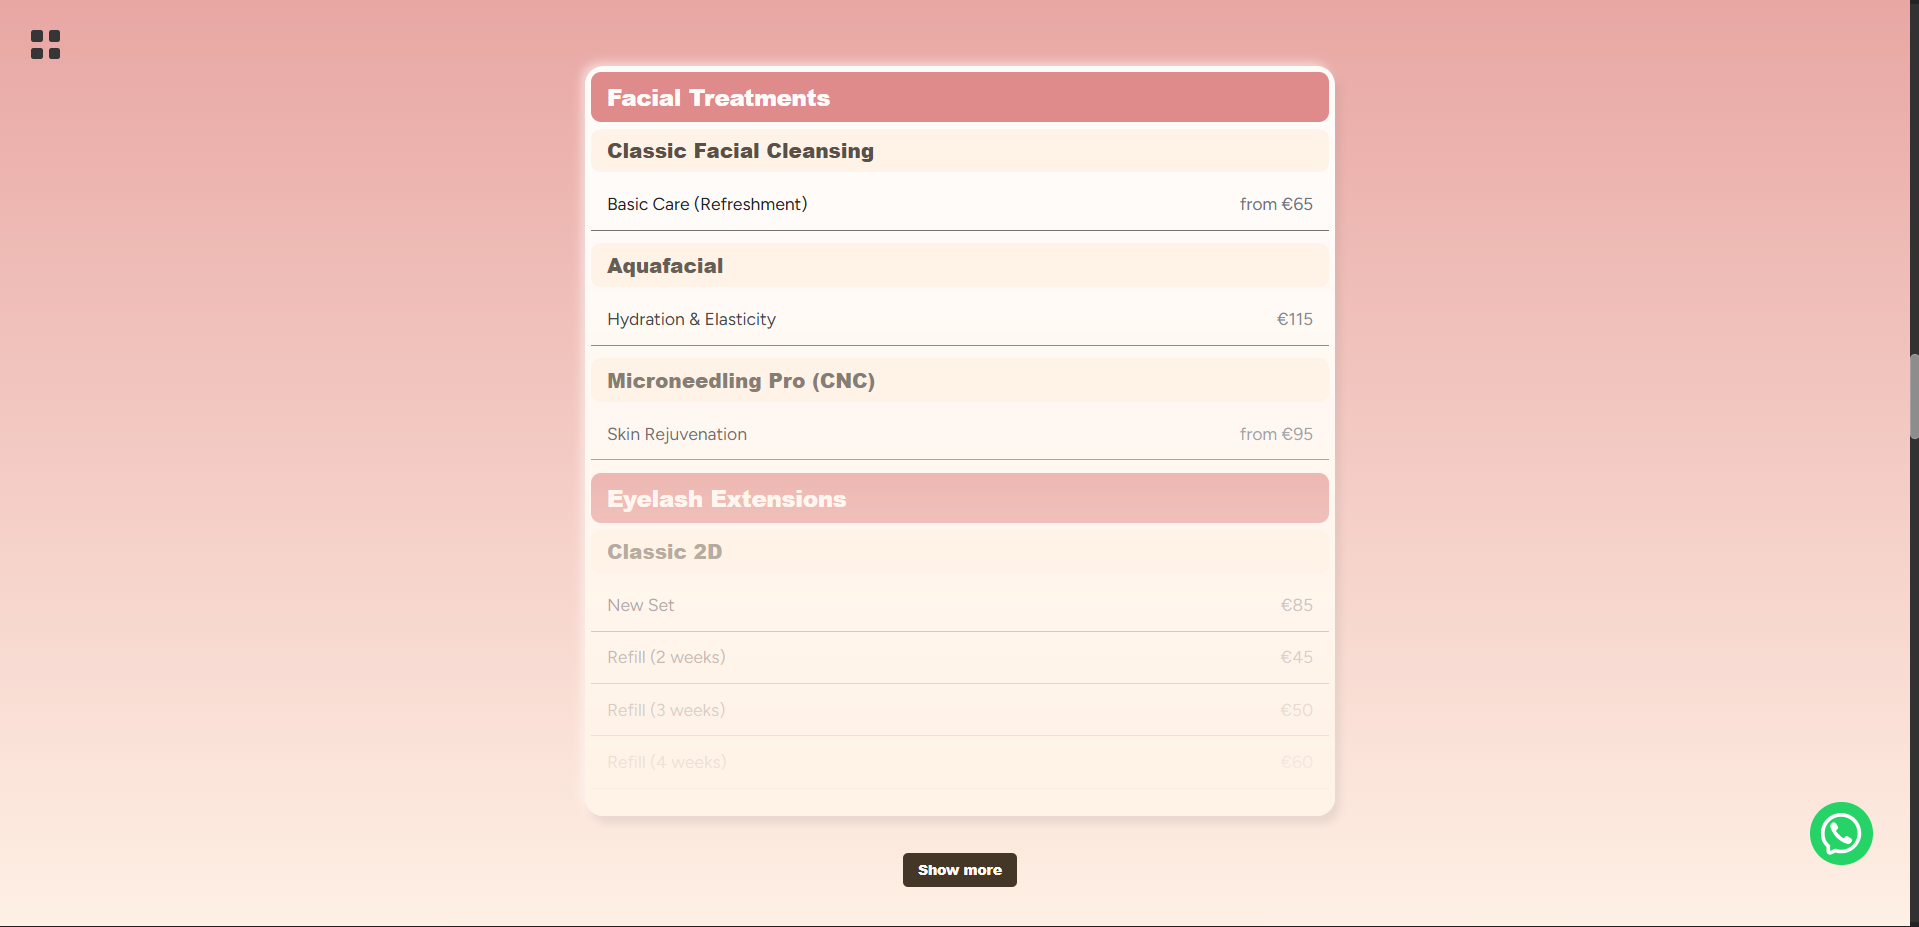 Facial Treatments
Classic Facial Cleansing
Basic Care (Refreshment) from €65
Aquafacial
Hydration & Elasticity €115
Microneedling Pro (CNC)
Skin Rejuvenation from €95
Eyelash Extensions
Classic 2D
New Set €85
Refill (2 weeks) €45
Refill (3 weeks) €50
Refill (4 weeks) €60
Show more